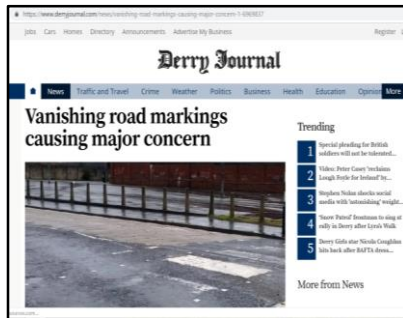 https://www.derryjournal.com/news/vanishing-road-markings-causing-major-concern-1-6969837
Jobs Cars Homes Directory Announcements Advertise My Business Register
Derry Journal
News Traffic and Travel Crime Weather Politics Business Health Education Opinion More
Vanishing road markings
causing major concern
Trending
1 Special pleading for British
soldiers will not be tolerated...
2 Video: Peter Casey 'reclaims
Lough Foyle for Ireland' by...
3 Stephen Nolan shocks social
media with 'astonishing' weight...
4 'Snow Patrol' frontman to sing at
rally in Derry after Lyra's Walk
5 Derry Girls star Nicola Coughlan
hits back after BAFTA dress...
More from News